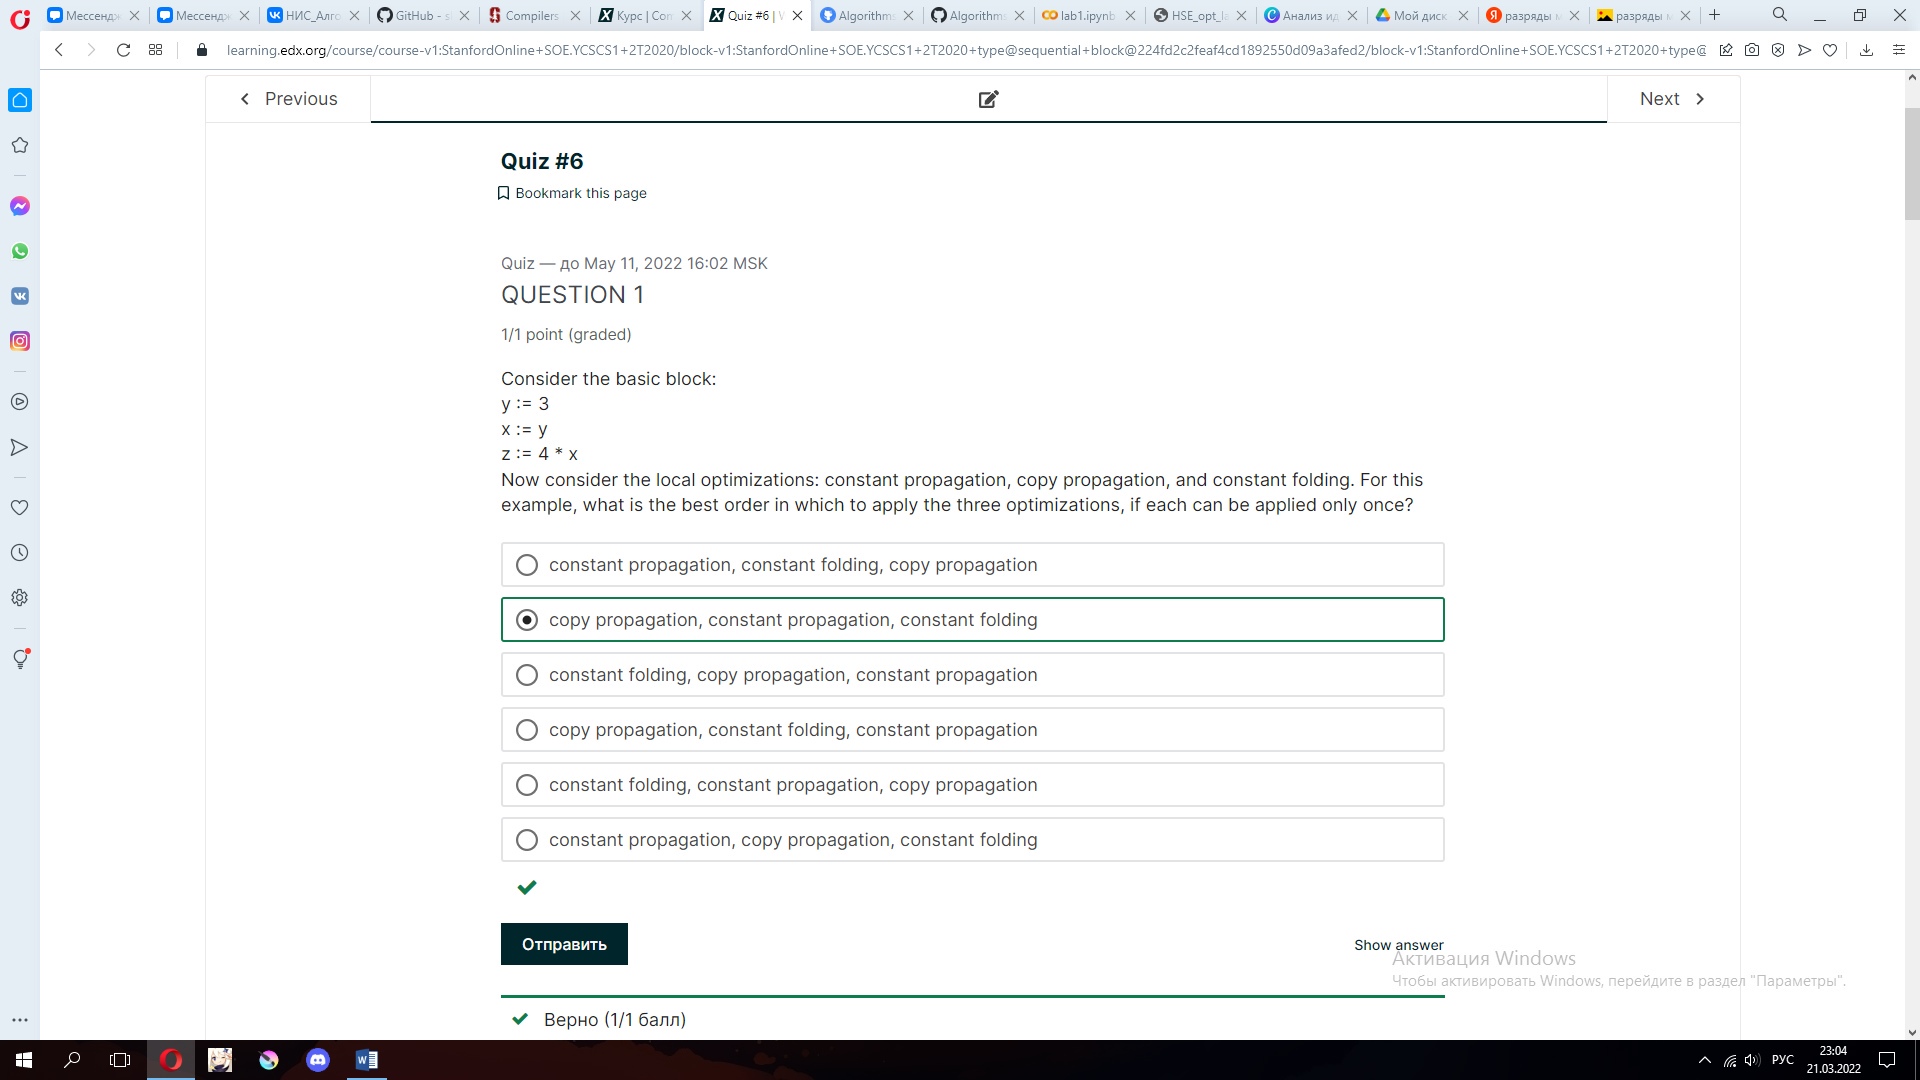 Мессендж
Мессендж
НИС_Алго
GitHub - s
Compilers
Курс | Con
Quiz #6 | V
Algorithms
Algorithms
lab1.ipynb
HSE_opt_la
Анализ ид
Мой диск
разряды м
разряды м
learning.edx.org/course/course-v1:StanfordOnline+SOE.YCSCS1+2T2020/block-v1:StanfordOnline+SOE.YCSCS1+2T2020+type@sequential+block@224fd2c2feaf4cd1892550d09a3afed2/block-v1:StanfordOnline+SOE.YCSCS1+2T2020+type@
Previous
Next
Quiz #6
Bookmark this page
Quiz — до May 11, 2022 16:02 MSK
QUESTION 1
1/1 point (graded)
Consider the basic block:
y := 3
x := y
z := 4 * x
Now consider the local optimizations: constant propagation, copy propagation, and constant folding. For this
example, what is the best order in which to apply the three optimizations, if each can be applied only once?
constant propagation, constant folding, copy propagation
copy propagation, constant propagation, constant folding
constant folding, copy propagation, constant propagation
copy propagation, constant folding, constant propagation
constant folding, constant propagation, copy propagation
constant propagation, copy propagation, constant folding
Отправить
Show answer
Активация Windows
Чтобы активировать Windows, перейдите в раздел "Параметры".
Верно (1/1 балл)
РУС
23:04
21.03.2022